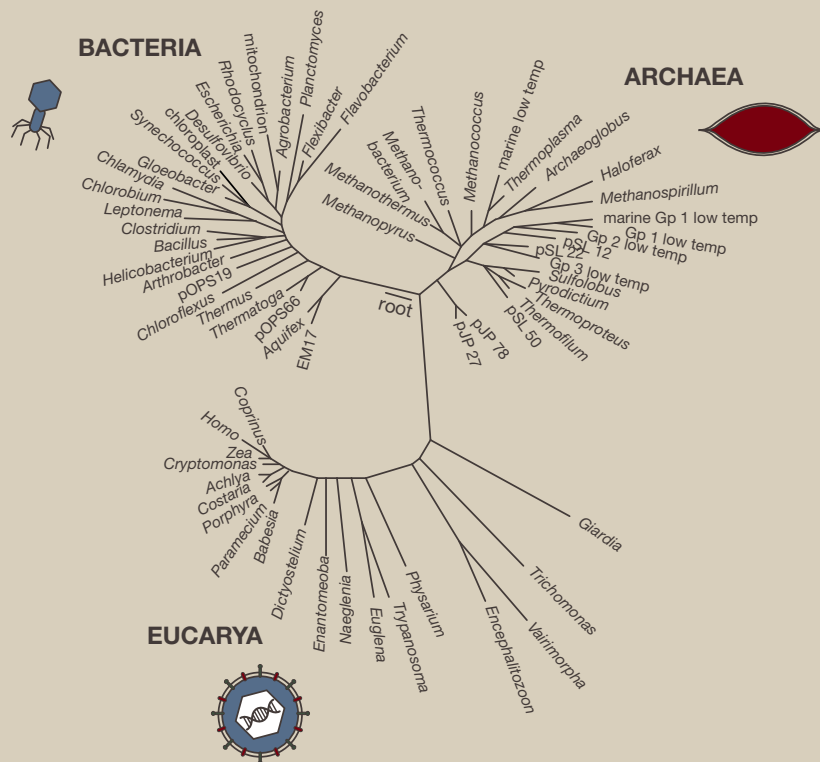 BACTERIA
ARCHAEA
EUCARYA
root
Flavobacterium
Flexibacter
Planctomyces
Agrobacterium
mitochondrion
Rhodocyclus
Escherichia
Desulfovibrio
chloroplast
Synechococcus
Gloeobacter
Chlamydia
Chlorobium
Leptonema
Clostridium
Bacillus
Helicobacterium
Arthrobacter
pOPS19
Chloroflexus
Thermus
Thermatoga
pOPS66
Aquifex
EM17
Methanopyrus
Methanothermus
Methano-
bacterium
Thermococcus
Methanococcus
marine low temp
Thermoplasma
Archaeoglobus
Haloferax
Methanospirillum
marine Gp 1 low temp
Gp 1 low temp
Gp 2 low temp
pSL 12
pSL 22
Gp 3 low temp
Sulfolobus
Pyrodictium
Thermoproteus
Thermofilum
pSL 50
pJP 78
pJP 27
Coprinus
Homo
Zea
Cryptomonas
Achlya
Costaria
Porphyra
Paramecium
Babesia
Dictyostelium
Enantomeoba
Naeglenia
Euglena
Trypanosoma
Physarium
Encephalitozoon
Vairimorpha
Trichomonas
Giardia